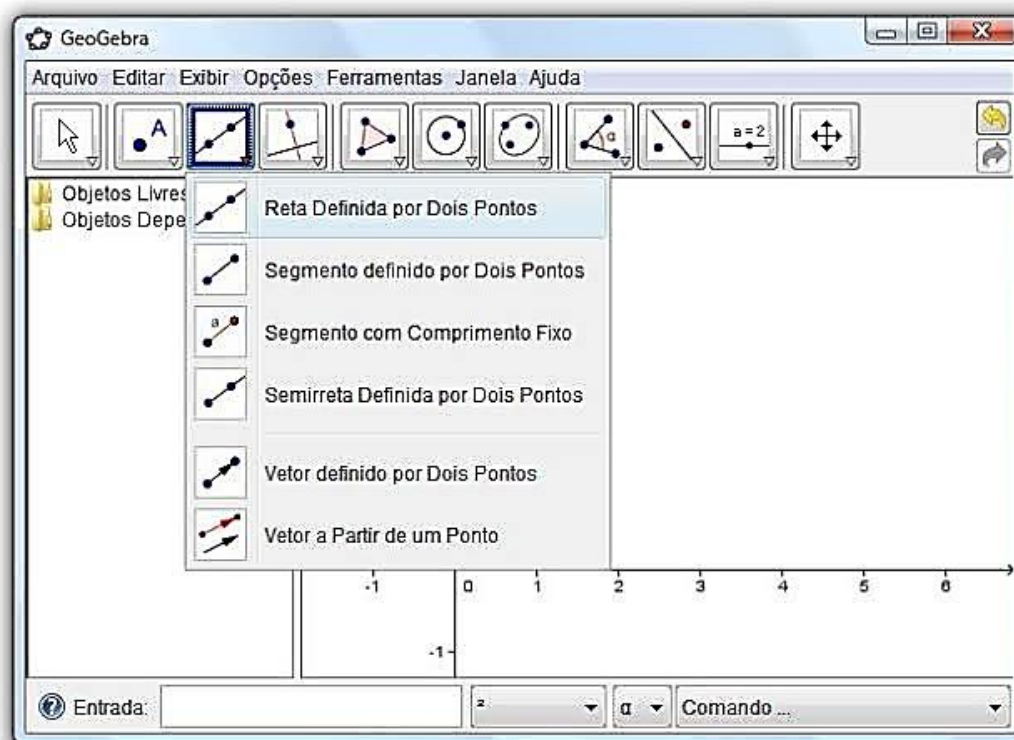 GeoGebra
Arquivo Editar Exibir Opções Ferramentas Janela Ajuda
A
α
a=2
Objetos Livres
Objetos Depe
Reta Definida por Dois Pontos
Segmento definido por Dois Pontos
a
Segmento com Comprimento Fixo
Semirreta Definida por Dois Pontos
Vetor definido por Dois Pontos
Vetor a Partir de um Ponto
-1 0 1 2 3 4 5 6
-1
Entrada: ² α Comando ...